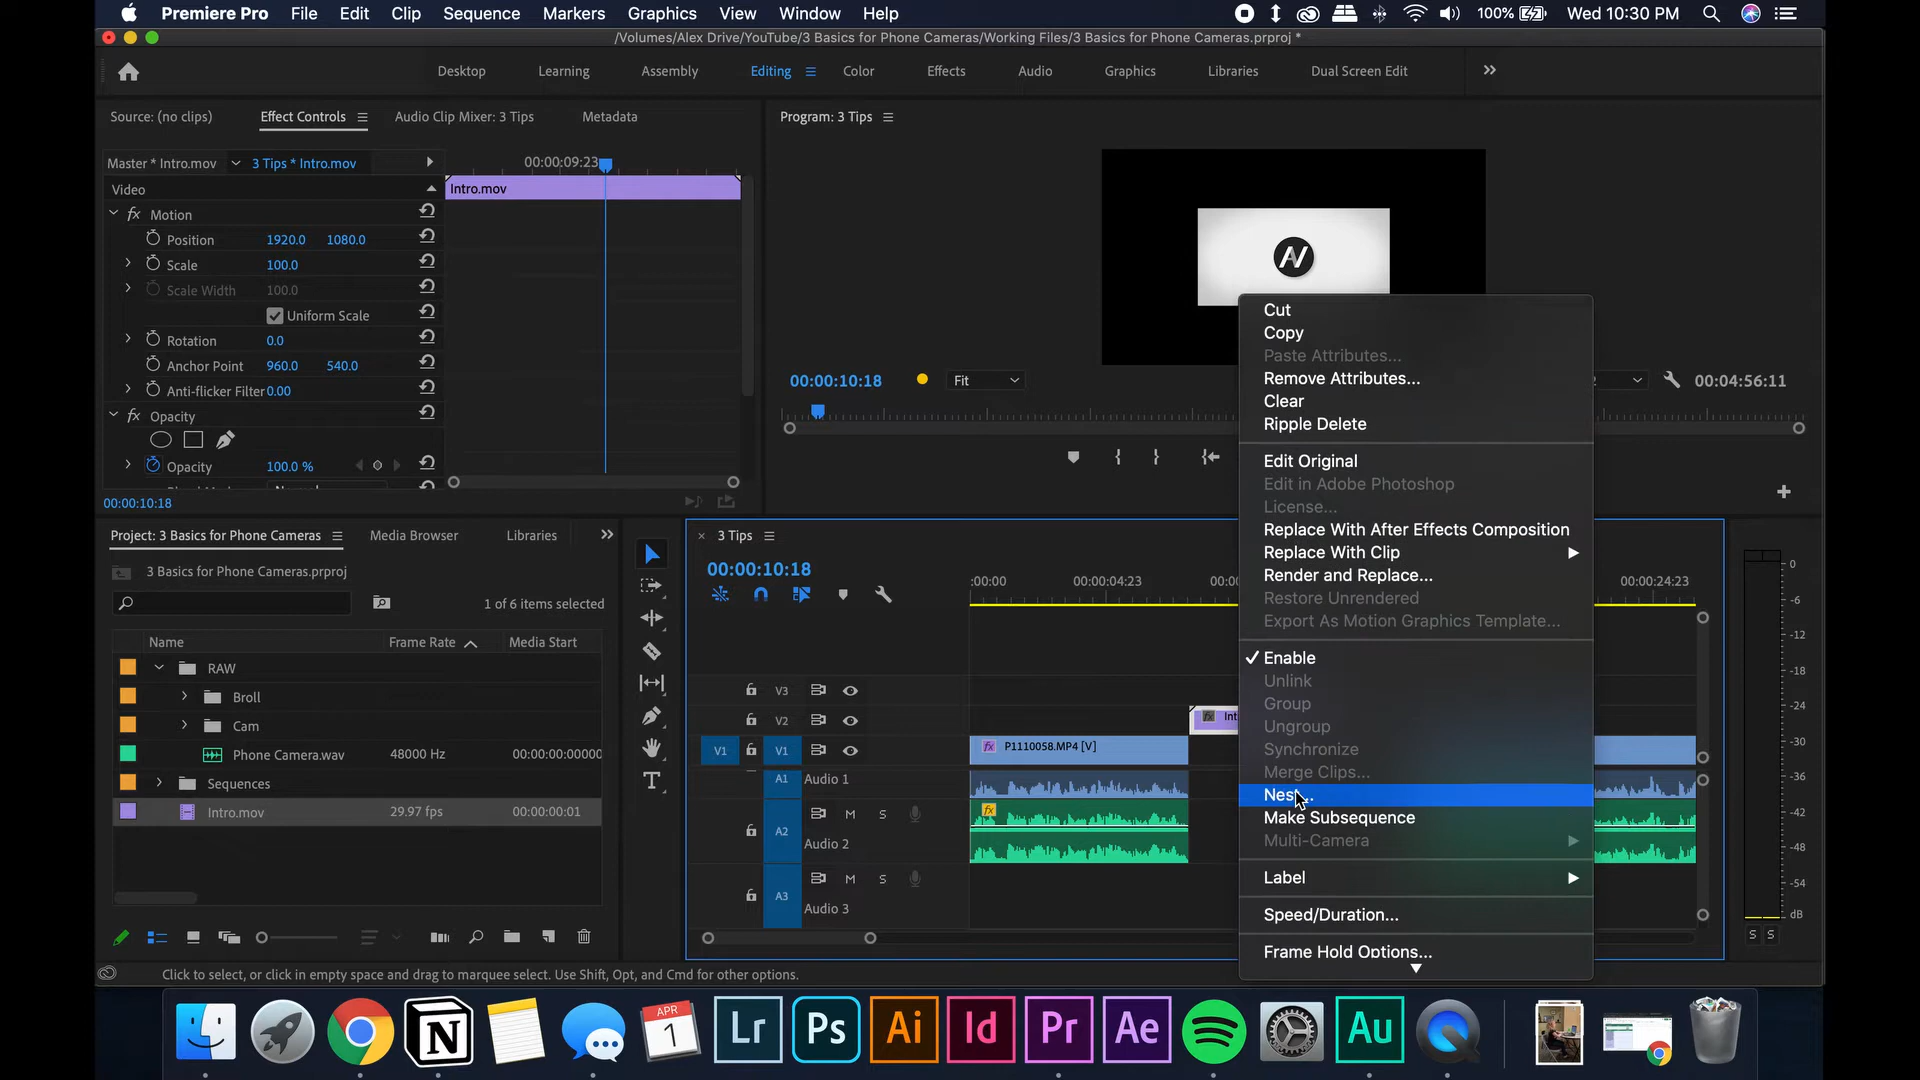 Premiere Pro File Edit Clip Sequence Markers Graphics View Window Help 100% Wed 10:30 PM
/Volumes/Alex Drive/YouTube/3 Basics for Phone Cameras/Working Files/3 Basics for Phone Cameras.prproj *
Desktop Learning Assembly Editing Color Effects Audio Graphics Libraries Dual Screen Edit
Source: (no clips) Effect Controls Audio Clip Mixer: 3 Tips Metadata
Master * Intro.mov 3 Tips * Intro.mov
00:00:09:23
Video
Intro.mov
fx Motion
Position 1920.0 1080.0
Scale 100.0
Scale Width 100.0
Uniform Scale
Rotation 0.0
Anchor Point 960.0 540.0
Anti-flicker Filter 0.00
fx Opacity
Opacity 100.0 %
00:00:10:18
Program: 3 Tips
00:00:10:18 Fit 00:04:56:11
Cut
Copy
Paste Attributes...
Remove Attributes...
Clear
Ripple Delete
Edit Original
Edit in Adobe Photoshop
License...
Replace With After Effects Composition
Replace With Clip
Render and Replace...
Restore Unrendered
Export As Motion Graphics Template...
Enable
Unlink
Group
Ungroup
Synchronize
Merge Clips...
Nest...
Make Subsequence
Multi-Camera
Label
Speed/Duration...
Frame Hold Options...
Project: 3 Basics for Phone Cameras Media Browser Libraries
3 Basics for Phone Cameras.prproj
1 of 6 items selected
Name Frame Rate Media Start
RAW
Broll
Cam
Phone Camera.wav 48000 Hz 00:00:00:00000
Sequences
Intro.mov 29.97 fps 00:00:00:01
× 3 Tips
00:00:10:18
:00:00 00:00:04:23 00:00:24:23
V3
V2
V1 V1 fx P1110058.MP4 [V]
A1 Audio 1
M S
A2
Audio 2
M S
A3
Audio 3
0
-6
-12
-18
-24
-30
-36
-42
-48
-54
dB
S S
Click to select, or click in empty space and drag to marquee select. Use Shift, Opt, and Cmd for other options.
APR
1
Lr Ps Ai Id Pr Ae Au